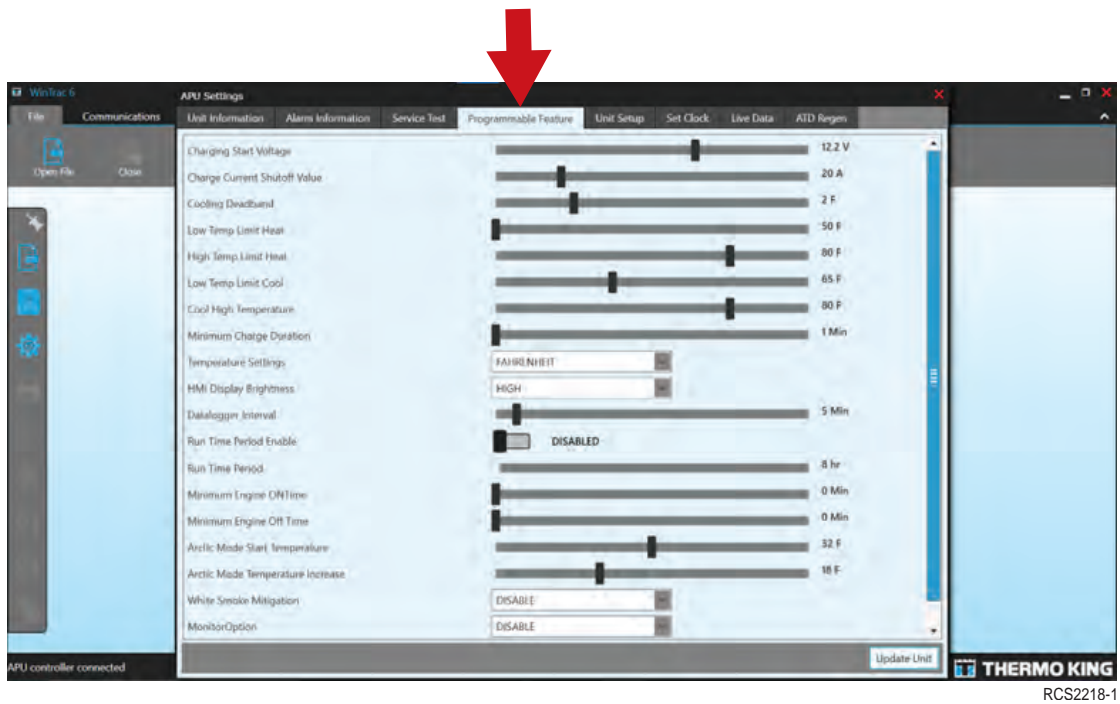 WinTrac 6
APU Settings
File Communications
Unit Information Alarm Information Service Test Programmable Feature Unit Setup Set Clock Live Data ATD Regen
Open File Close
Charging Start Voltage 12.2 V
Charge Current Shutoff Value 20 A
Cooling Deadband 2 F
Low Temp Limit Heat 50 F
High Temp Limit Heat 80 F
Low Temp Limit Cool 65 F
Cool High Temperature 80 F
Minimum Charge Duration 1 Min
Temperature Settings FAHRENHEIT
HMI Display Brightness HIGH
Datalogger Interval 5 Min
Run Time Period Enable DISABLED
Run Time Period 8 hr
Minimum Engine ONTime 0 Min
Minimum Engine Off Time 0 Min
Arctic Mode Start Temperature 32 F
Arctic Mode Temperature Increase 18 F
White Smoke Mitigation DISABLE
MonitorOption DISABLE
Update Unit
APU controller connected
THERMO KING
RCS2218-1